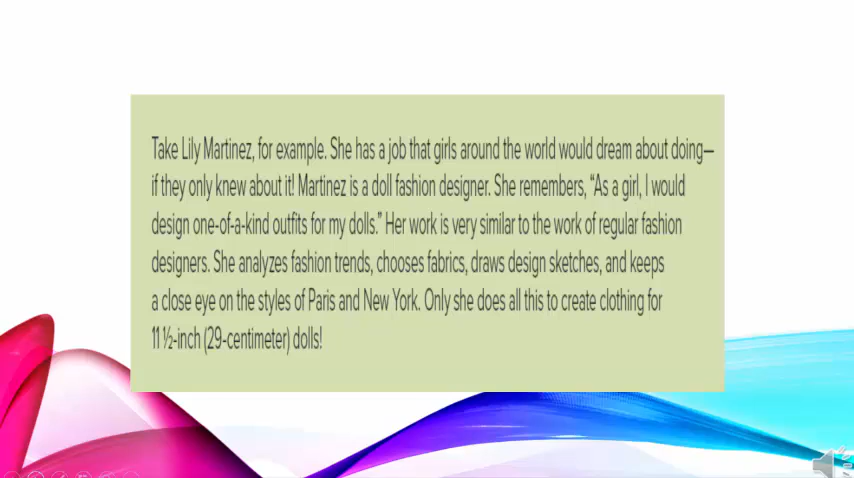 Take Lily Martinez, for example. She has a job that girls around the world would dream about doing—
if they only knew about it! Martinez is a doll fashion designer. She remembers, “As a girl, I would
design one-of-a-kind outfits for my dolls.” Her work is very similar to the work of regular fashion
designers. She analyzes fashion trends, chooses fabrics, draws design sketches, and keeps
a close eye on the styles of Paris and New York. Only she does all this to create clothing for
11 ½-inch (29-centimeter) dolls!